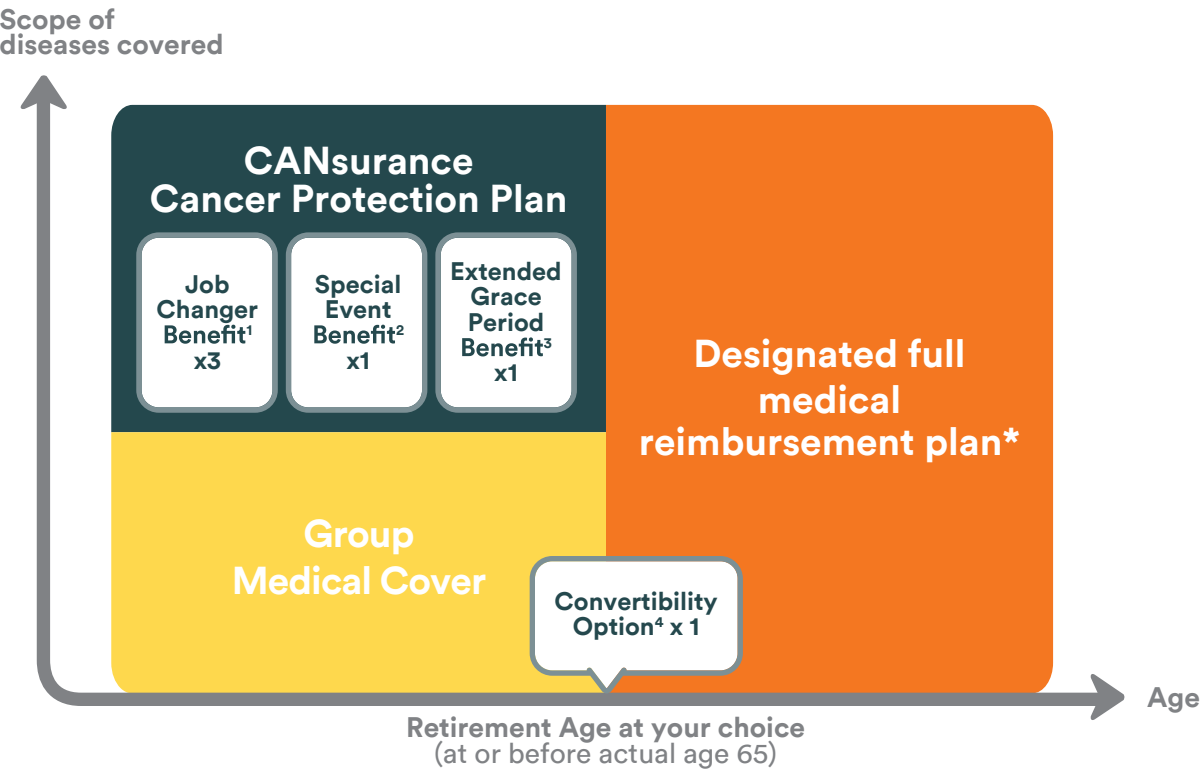 Scope of
diseases covered
CANsurance
Cancer Protection Plan
Job
Changer
Benefit¹
x3
Special
Event
Benefit²
x1
Extended
Grace
Period
Benefit³
x1
Designated full
medical
reimbursement plan*
Group
Medical Cover
Convertibility
Option⁴ x 1
Age
Retirement Age at your choice
(at or before actual age 65)